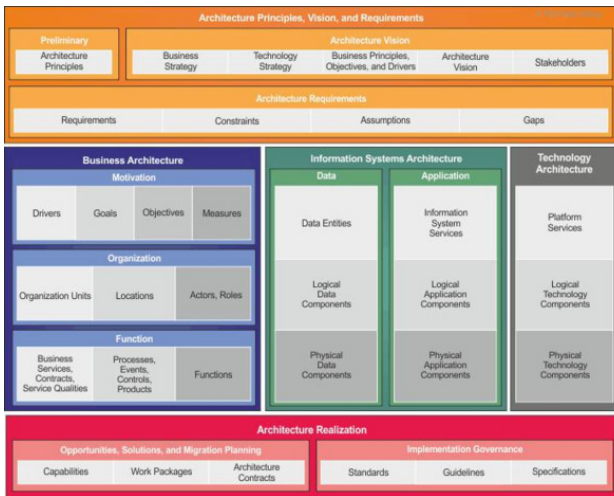 Architecture Principles, Vision, and Requirements
Preliminary
Architecture
Principles
Architecture Vision
Business
Strategy
Technology
Strategy
Business Principles,
Objectives, and Drivers
Architecture
Vision
Stakeholders
Architecture Requirements
Requirements
Constraints
Assumptions
Gaps
Business Architecture
Motivation
Drivers
Goals
Objectives
Measures
Organization
Organization Units
Locations
Actors, Roles
Function
Business
Services,
Contracts,
Service Qualities
Processes,
Events,
Controls,
Products
Functions
Information Systems Architecture
Data
Data Entities
Logical
Data
Components
Physical
Data
Components
Application
Information
System
Services
Logical
Application
Components
Physical
Application
Components
Technology
Architecture
Platform
Services
Logical
Technology
Components
Physical
Technology
Components
Architecture Realization
Opportunities, Solutions, and Migration Planning
Capabilities
Work Packages
Architecture
Contracts
Implementation Governance
Standards
Guidelines
Specifications